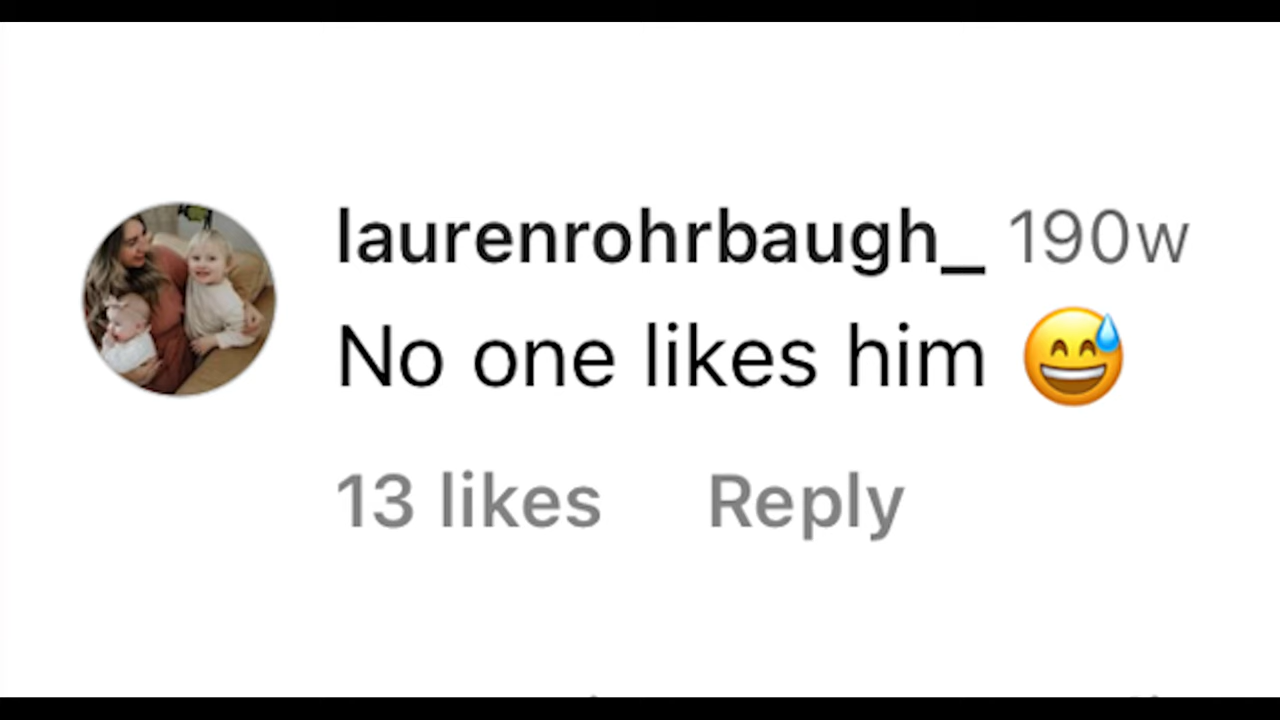 laurenrohrbaugh_ 190w
No one likes him 😅
13 likes Reply